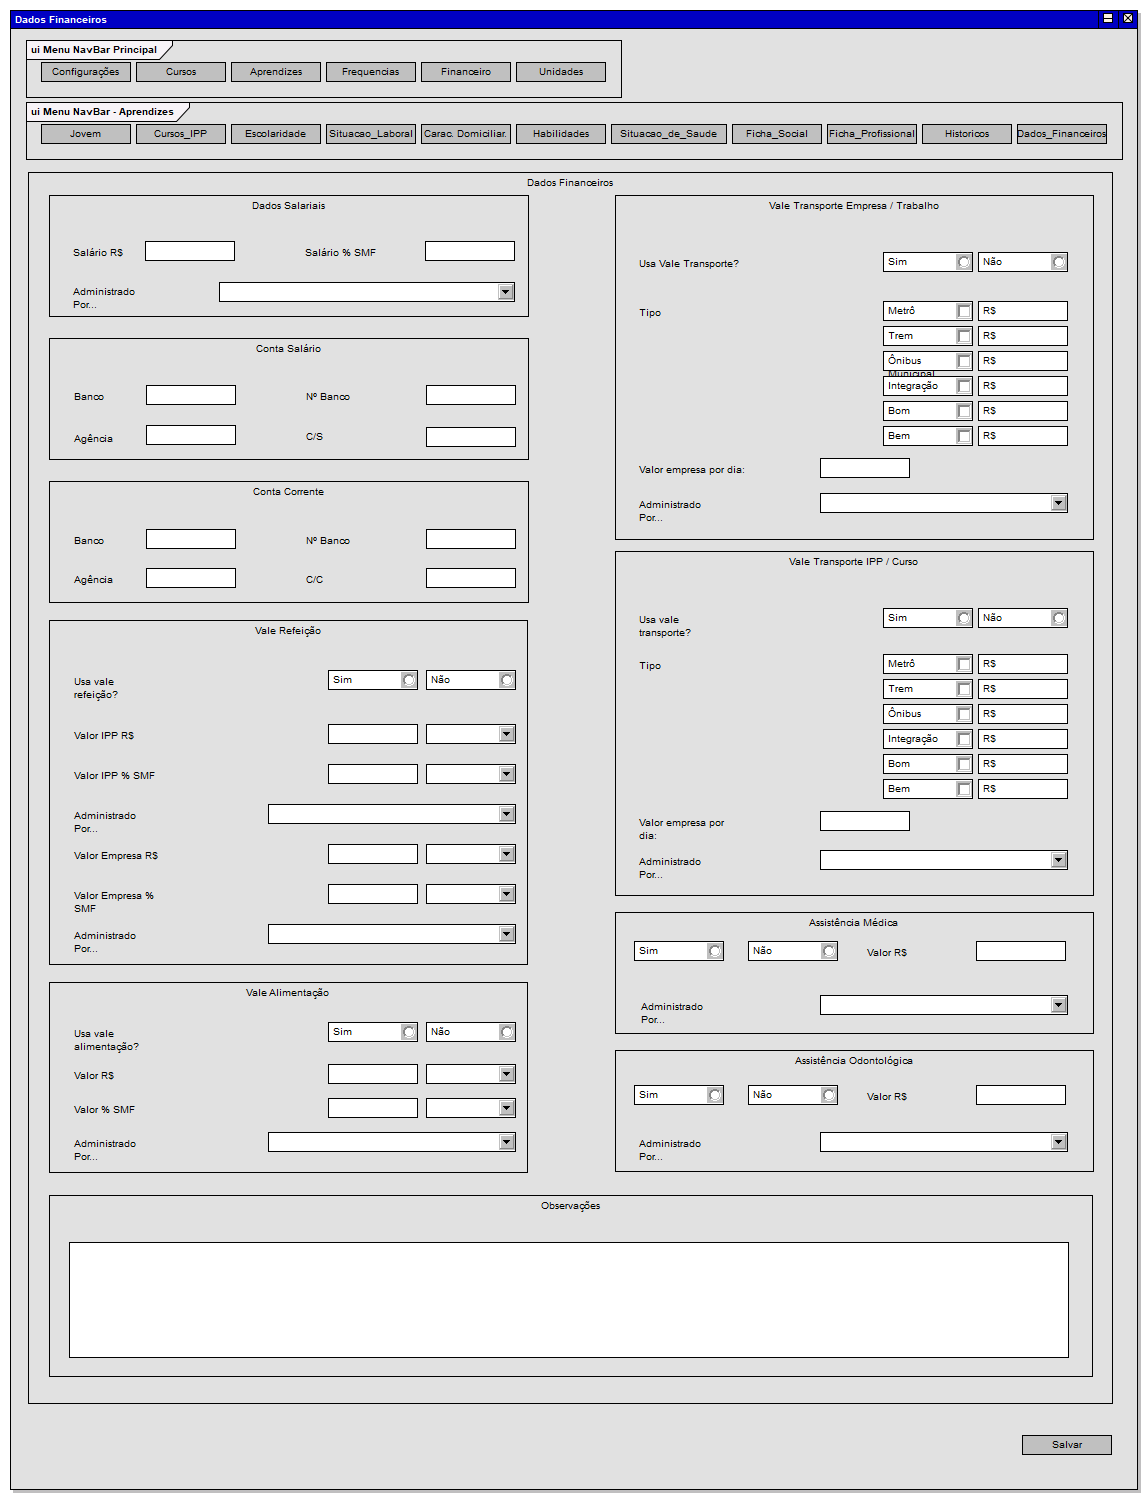 Dados Financeiros
ui Menu NavBar Principal
Configurações Cursos Aprendizes Frequencias Financeiro Unidades
ui Menu NavBar - Aprendizes
Jovem Cursos_IPP Escolaridade Situacao_Laboral Carac. Domiciliar. Habilidades Situacao_de_Saude Ficha_Social Ficha_Profissional Historicos Dados_Financeiros
Dados Financeiros
Dados Salariais
Salário R$ Salário % SMF
Administrado
Por...
Conta Salário
Banco Nº Banco
Agência C/S
Conta Corrente
Banco Nº Banco
Agência C/C
Vale Refeição
Usa vale
refeição?
Sim Não
Valor IPP R$
Valor IPP % SMF
Administrado
Por...
Valor Empresa R$
Valor Empresa %
SMF
Administrado
Por...
Vale Alimentação
Usa vale
alimentação?
Sim Não
Valor R$
Valor % SMF
Administrado
Por...
Vale Transporte Empresa / Trabalho
Usa Vale Transporte? Sim Não
Tipo Metrô R$
Trem R$
Ônibus R$
Municipal
Integração R$
Bom R$
Bem R$
Valor empresa por dia:
Administrado
Por...
Vale Transporte IPP / Curso
Usa vale
transporte?
Sim Não
Tipo Metrô R$
Trem R$
Ônibus R$
Integração R$
Bom R$
Bem R$
Valor empresa por
dia:
Administrado
Por...
Assistência Médica
Sim Não Valor R$
Administrado
Por...
Assistência Odontológica
Sim Não Valor R$
Administrado
Por...
Observações
Salvar